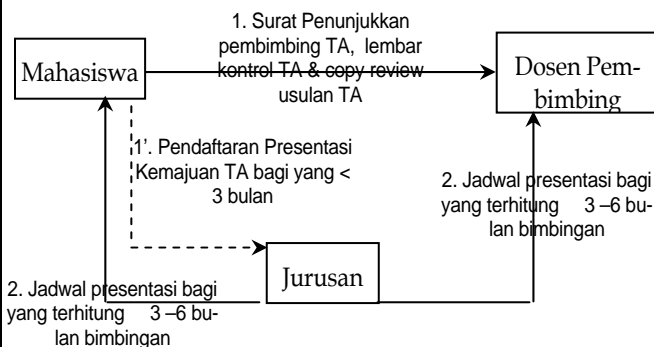 1. Surat Penunjukkan
pembimbing TA, lembar
kontrol TA & copy review
usulan TA
Mahasiswa
Dosen Pem-
bimbing
1'. Pendaftaran Presentasi
Kemajuan TA bagi yang <
3 bulan
2. Jadwal presentasi bagi
yang terhitung 3 –6 bu-
lan bimbingan
Jurusan
2. Jadwal presentasi bagi
yang terhitung 3 –6 bu-
lan bimbingan